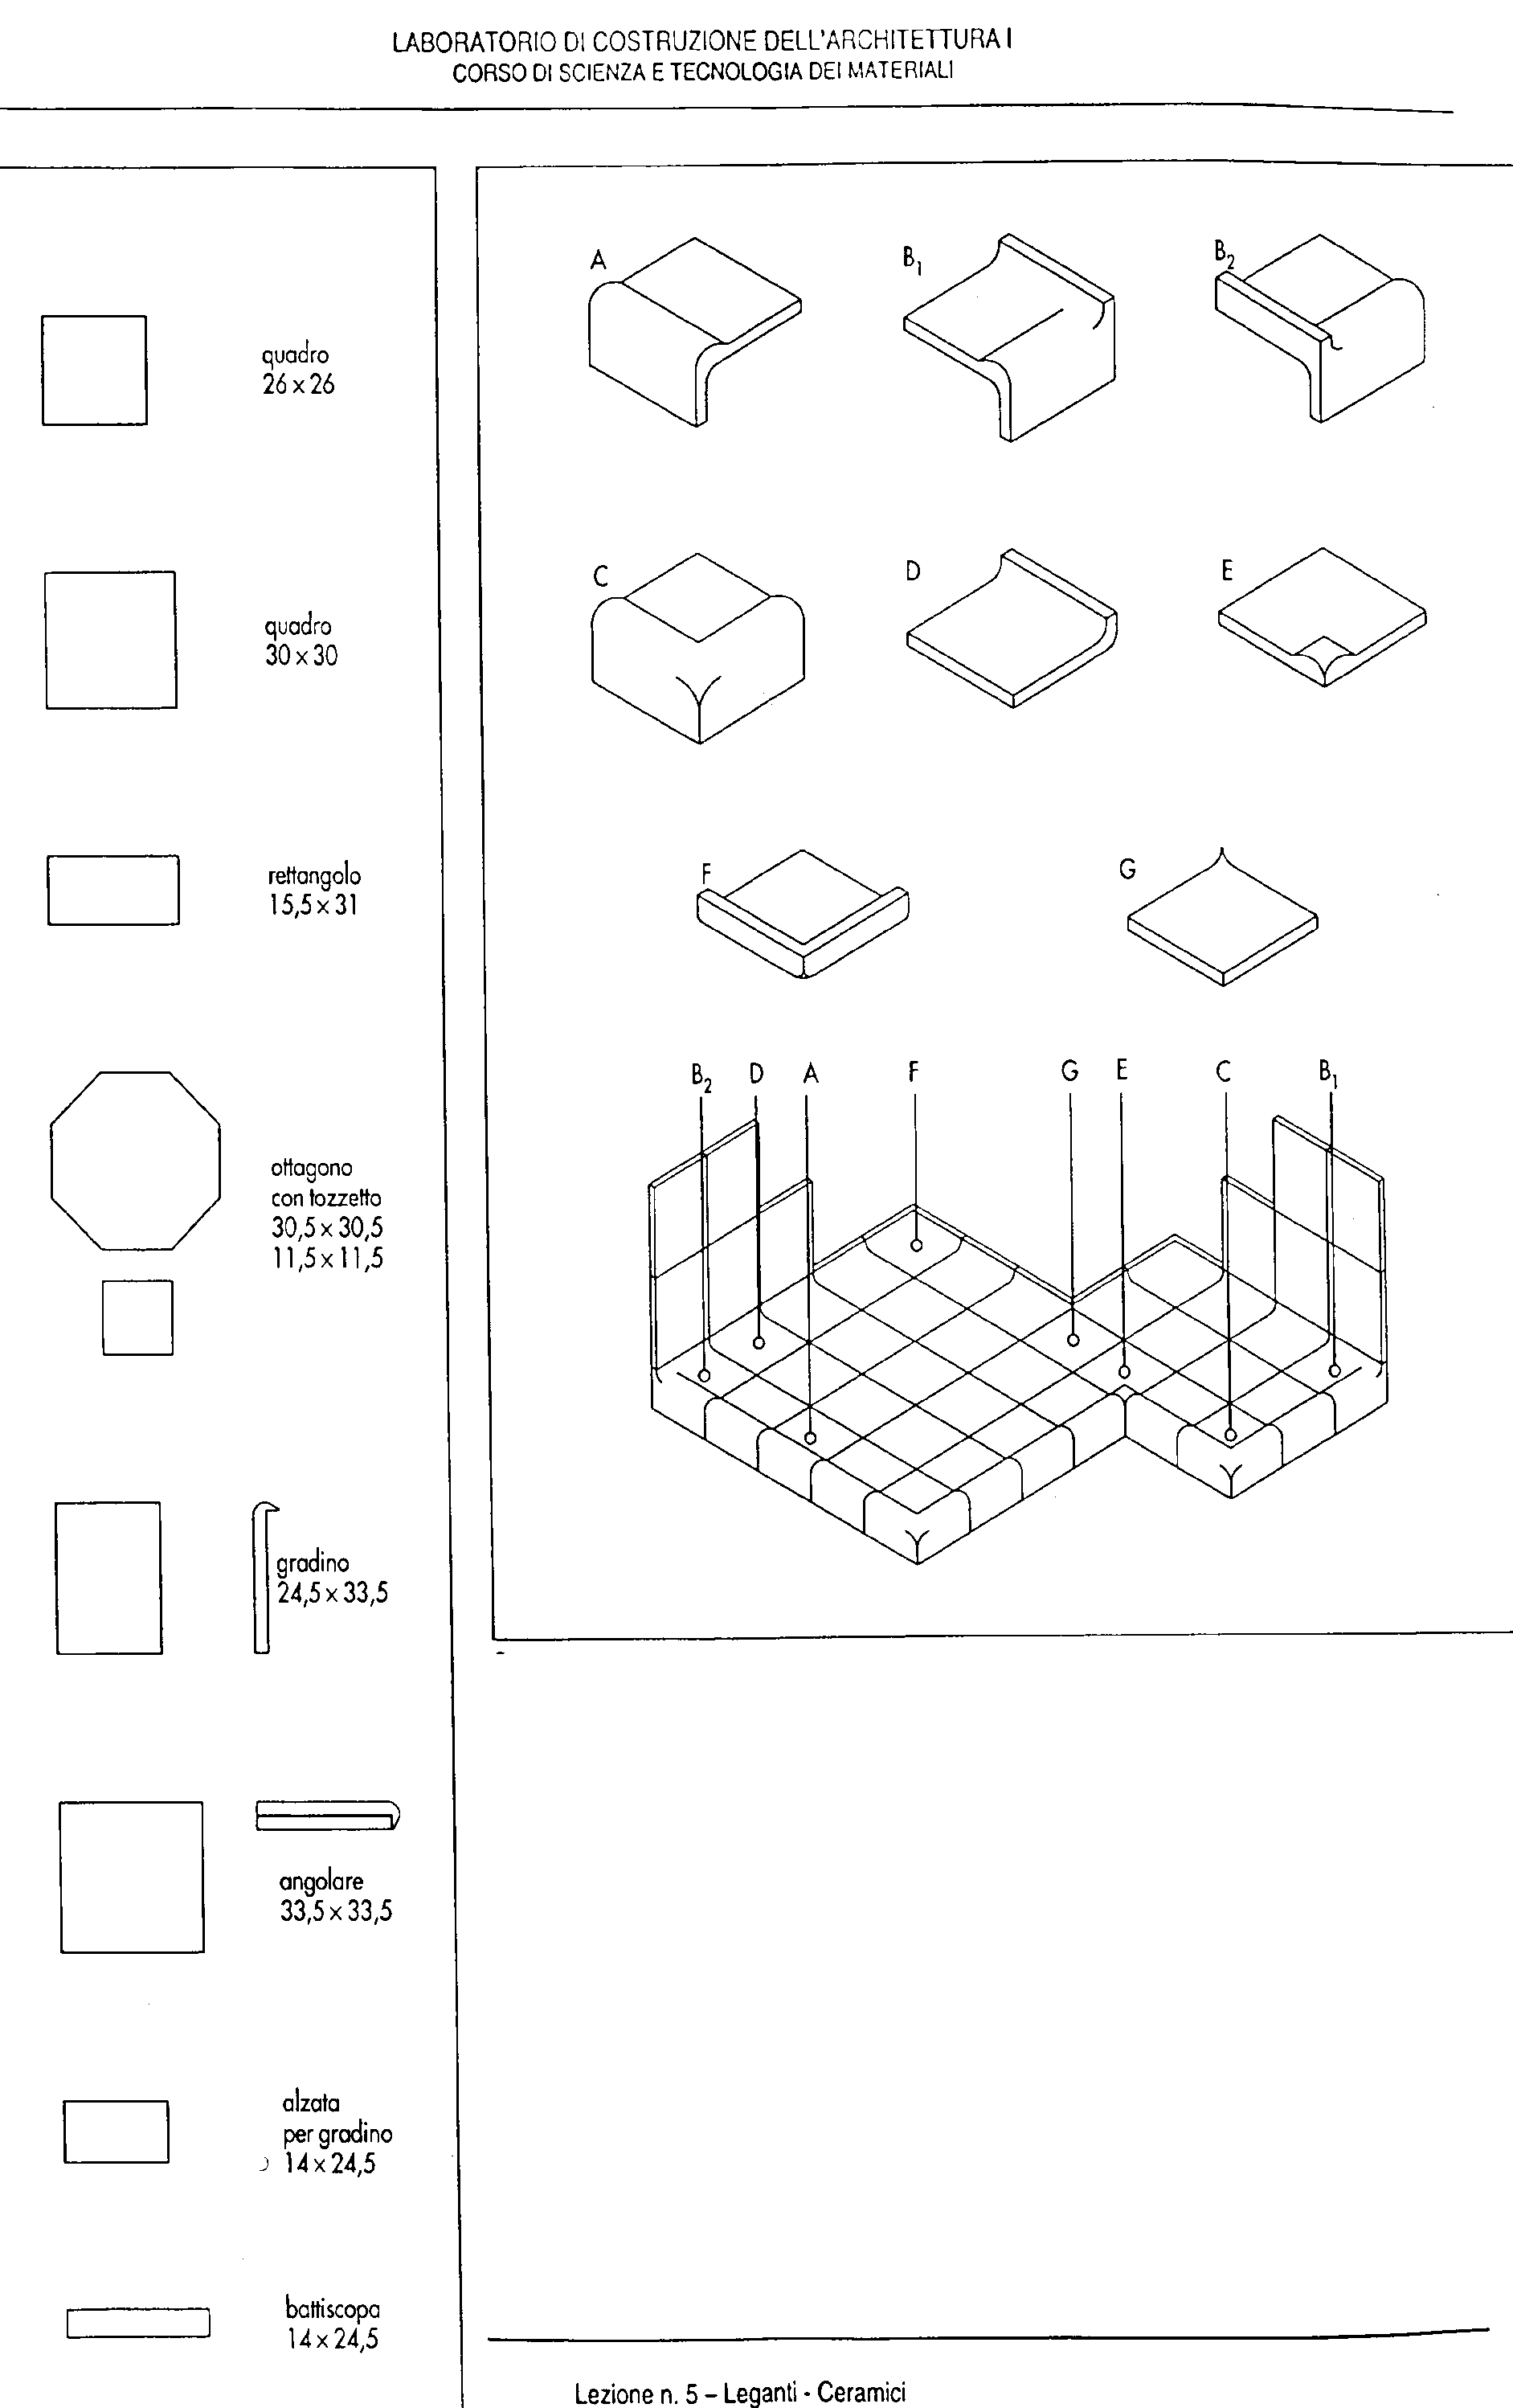 LABORATORIO DI COSTRUZIONE DELL'ARCHITETTURA I
CORSO DI SCIENZA E TECNOLOGIA DEI MATERIALI
quadro
26 x 26
quadro
30 x 30
rettangolo
15,5 x 31
ottagono
con tozzetto
30,5 x 30,5
11,5 x 11,5
gradino
24,5 x 33,5
angolare
33,5 x 33,5
alzata
per gradino
14 x 24,5
battiscopa
14 x 24,5
A B₁ B₂
C D E
F G
B₂ D A F G E C B₁
Lezione n. 5 – Leganti - Ceramici